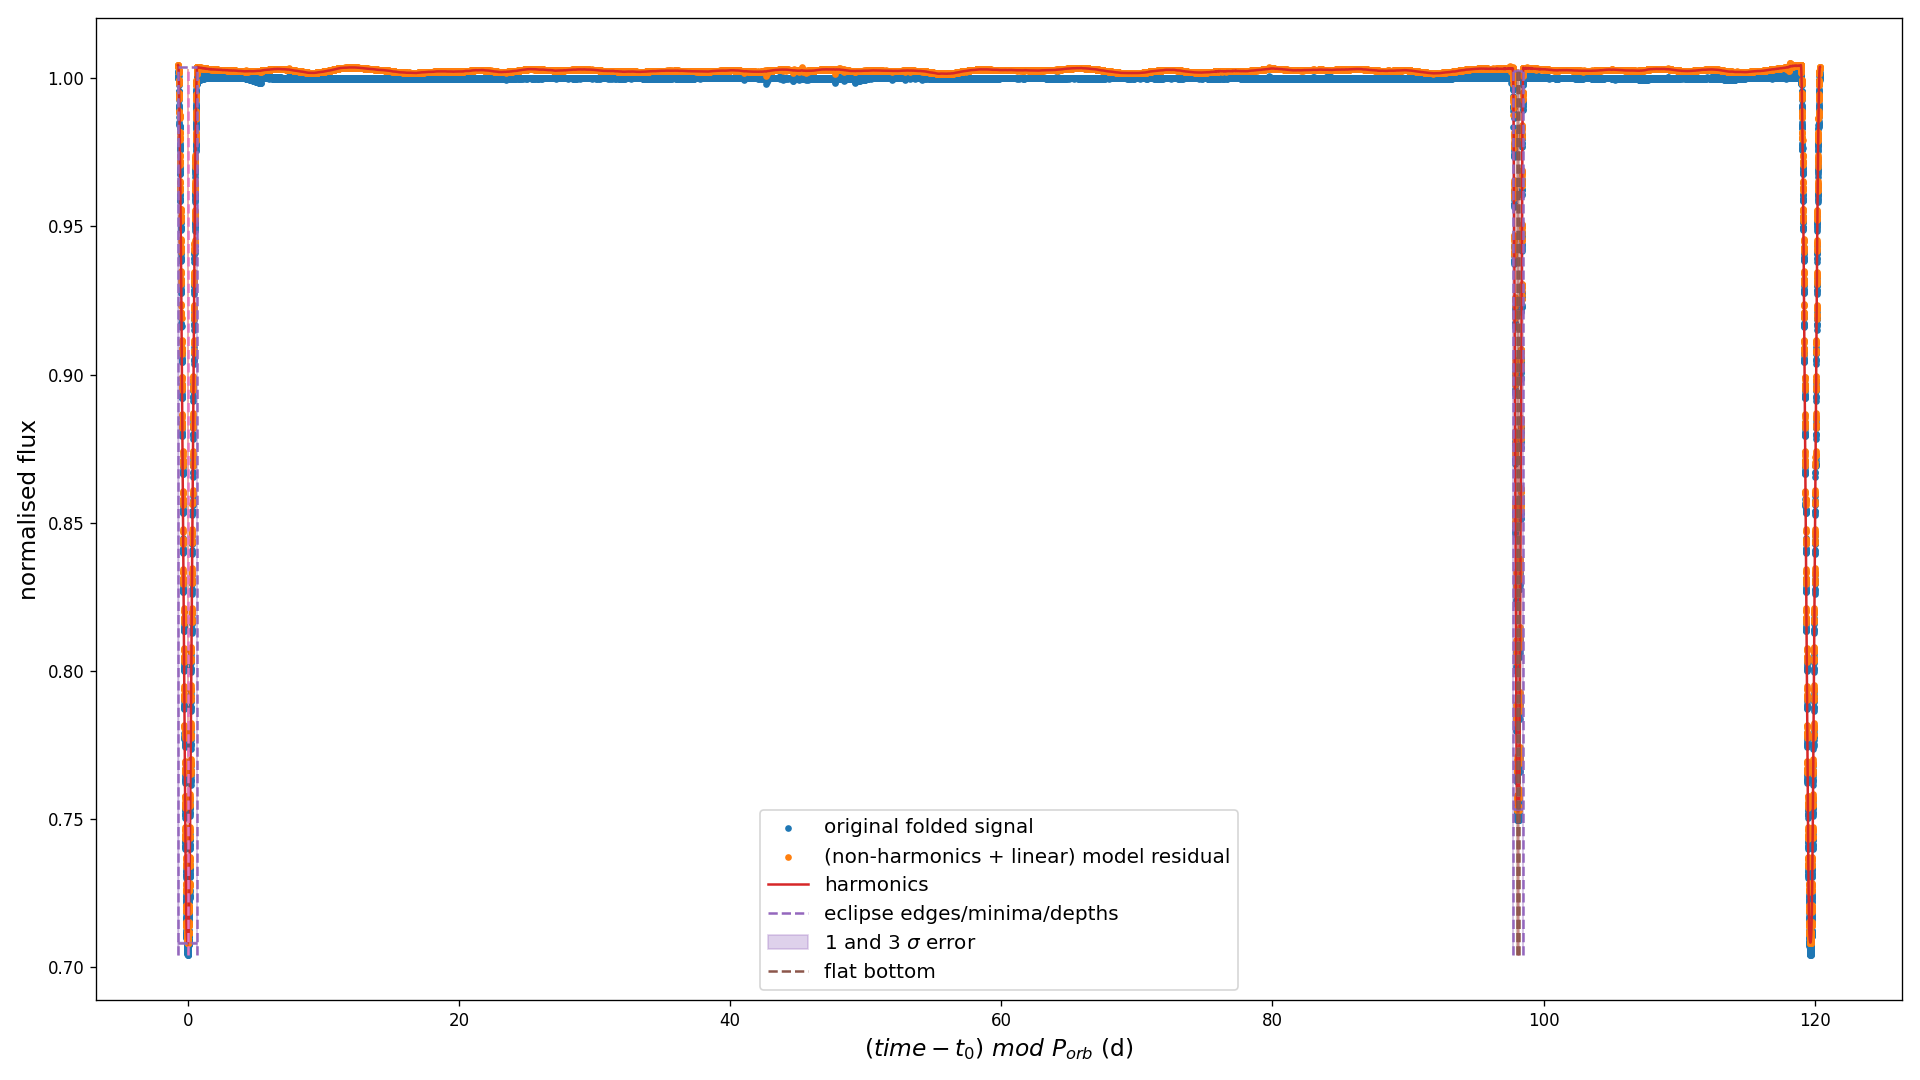 1.00
0.95
0.90
0.85
0.80
0.75
0.70
normalised flux
original folded signal
(non-harmonics + linear) model residual
harmonics
eclipse edges/minima/depths
1 and 3 σ error
flat bottom
0 20 40 60 80 100 120
(time − t₀) mod P_orb (d)